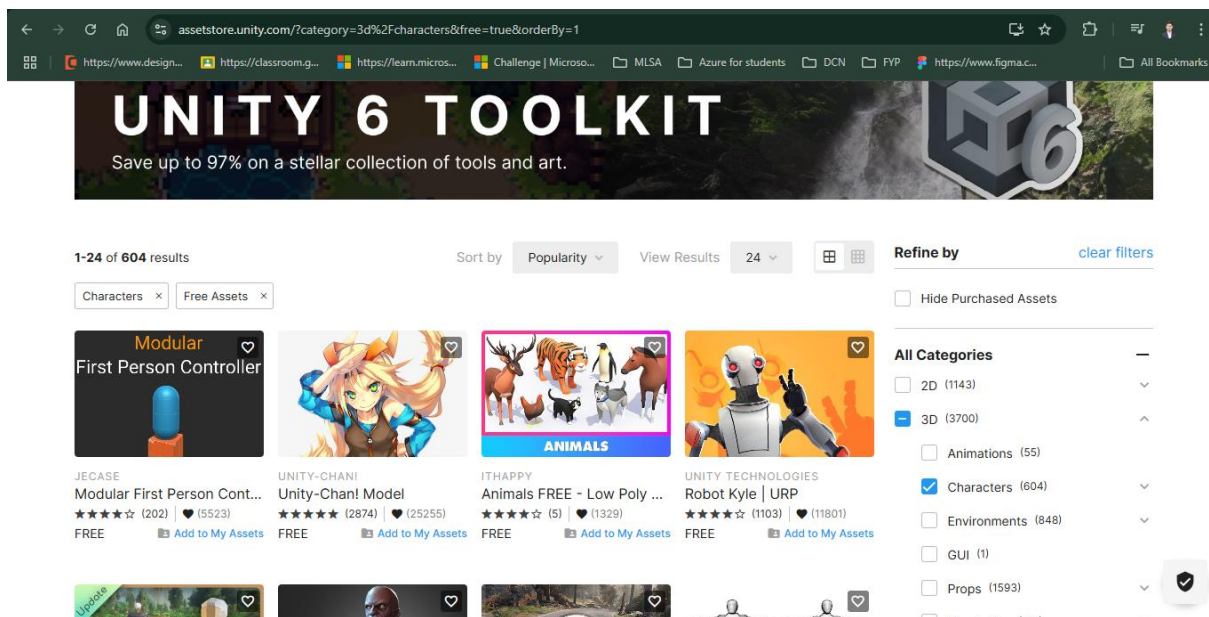 assetstore.unity.com/?category=3d%2Fcharacters&free=true&orderBy=1
https://www.design... https://classroom.g... https://learn.micros... Challenge | Microso... MLSA Azure for students DCN FYP https://www.figma.c... All Bookmarks
UNITY 6 TOOLKIT
Save up to 97% on a stellar collection of tools and art.
6
1-24 of 604 results
Sort by Popularity View Results 24
Characters × Free Assets ×
Modular
First Person Controller
JECASE
Modular First Person Cont...
(202) (5523)
FREE Add to My Assets
UNITY-CHAN!
Unity-Chan! Model
(2874) (25255)
FREE Add to My Assets
ANIMALS
ITHAPPY
Animals FREE - Low Poly ...
(5) (1329)
FREE Add to My Assets
UNITY TECHNOLOGIES
Robot Kyle | URP
(1103) (11801)
FREE Add to My Assets
Update
Refine by clear filters
Hide Purchased Assets
All Categories
2D (1143)
3D (3700)
Animations (55)
Characters (604)
Environments (848)
GUI (1)
Props (1593)